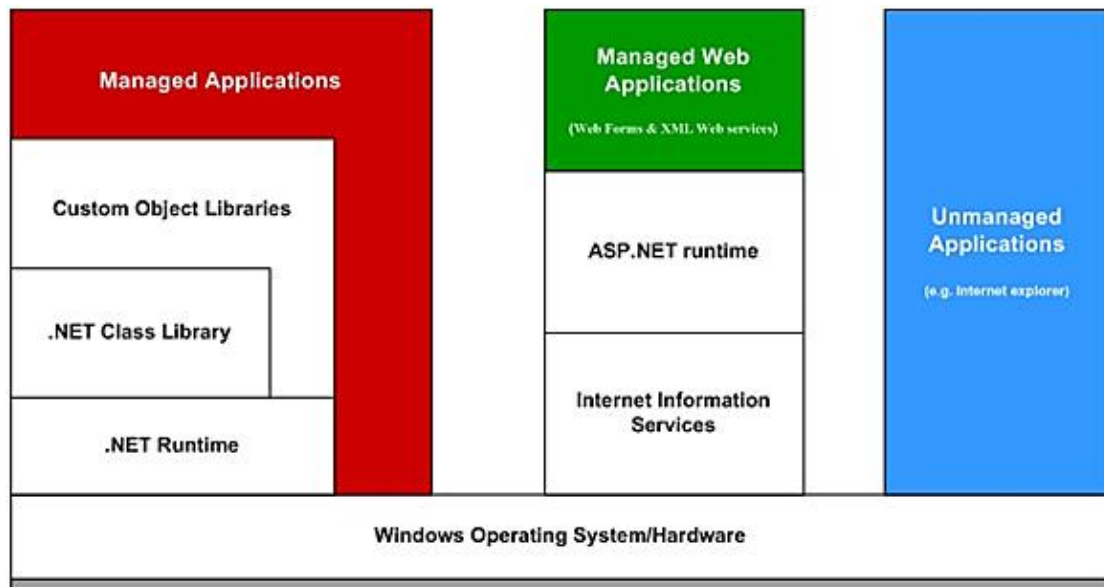 Managed Applications
Custom Object Libraries
.NET Class Library
.NET Runtime
Managed Web
Applications
(Web Forms & XML Web services)
ASP.NET runtime
Internet Information
Services
Unmanaged
Applications
(e.g. Internet explorer)
Windows Operating System/Hardware